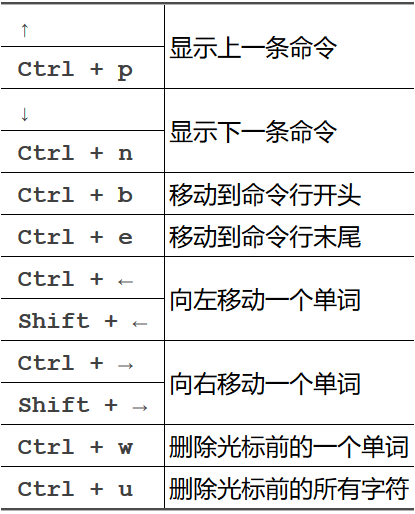 ↑
Ctrl + p
显示上一条命令
↓
Ctrl + n
显示下一条命令
Ctrl + b
移动到命令行开头
Ctrl + e
移动到命令行末尾
Ctrl + ←
Shift + ←
向左移动一个单词
Ctrl + →
Shift + →
向右移动一个单词
Ctrl + w
删除光标前的一个单词
Ctrl + u
删除光标前的所有字符